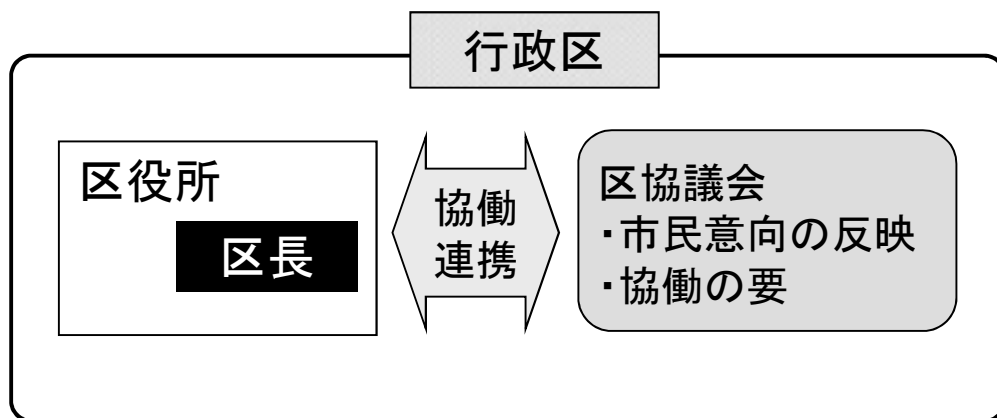 行政区
区役所
区長
協働
連携
区協議会
・市民意向の反映
・協働の要